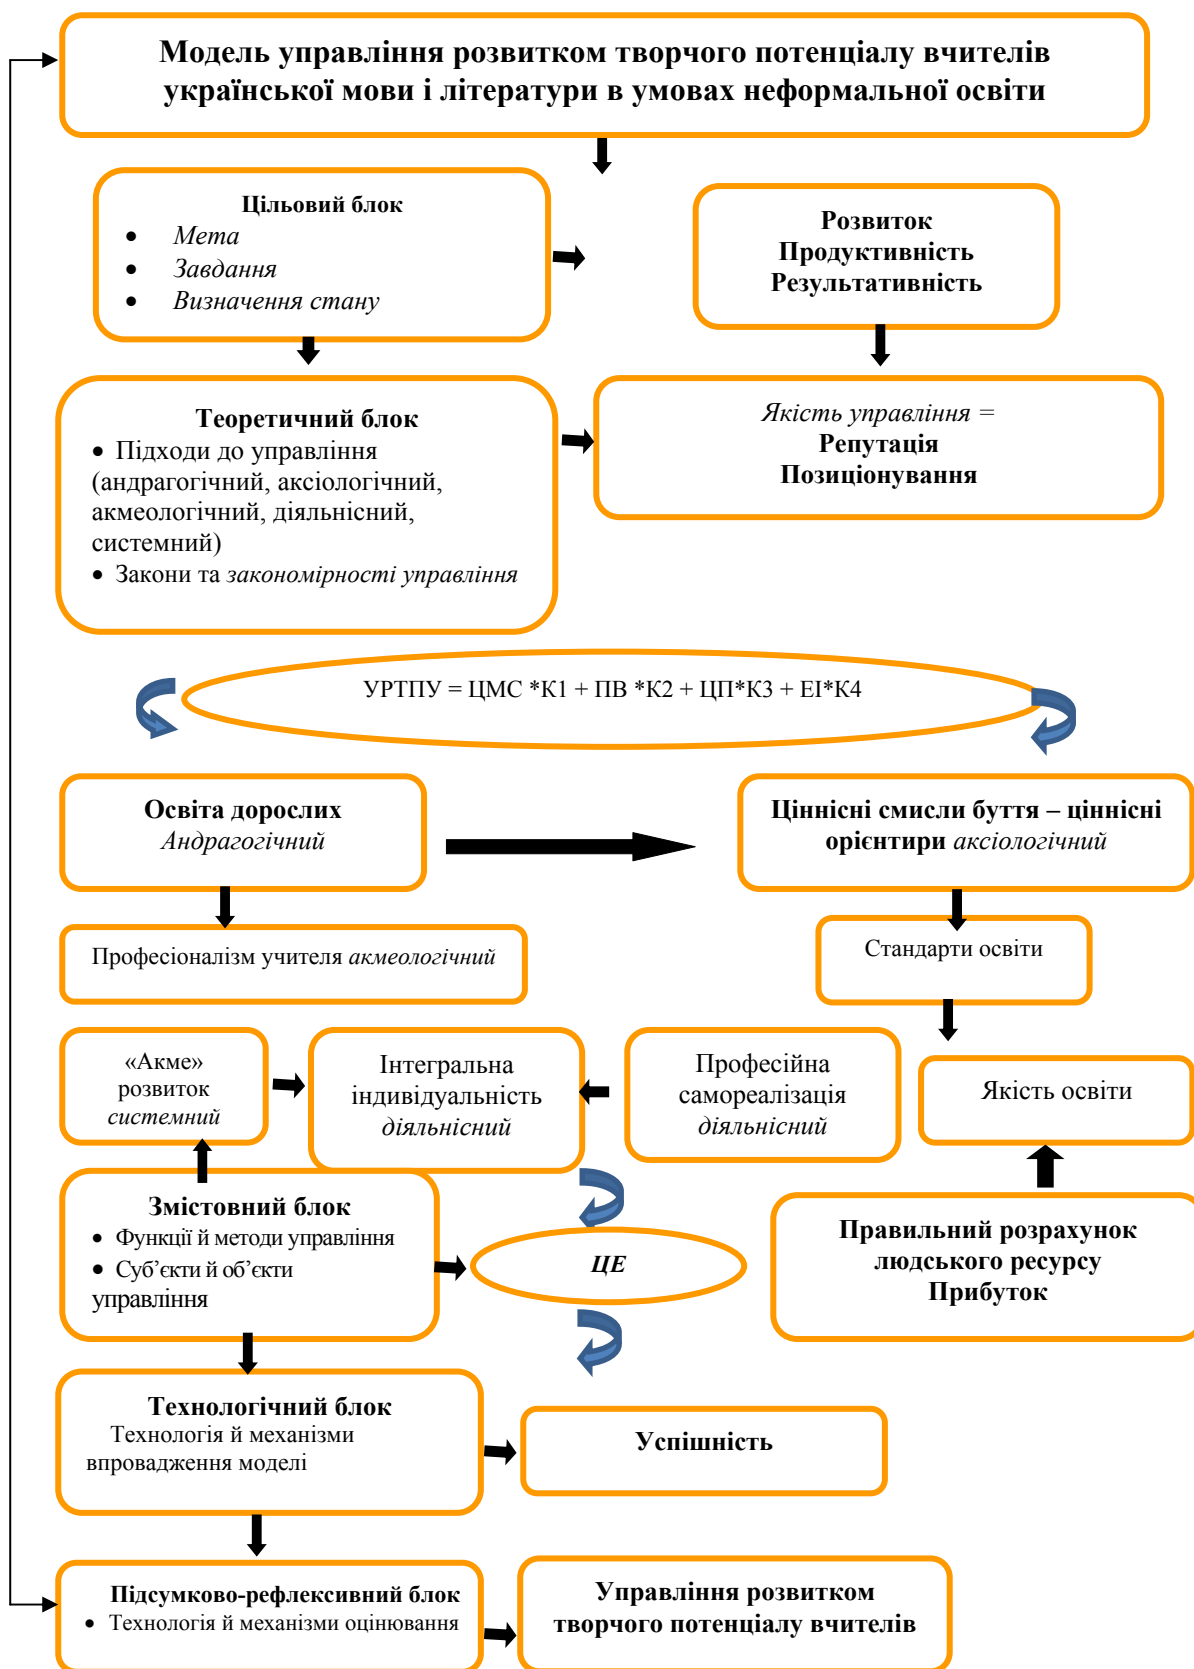 Модель управління розвитком творчого потенціалу вчителів
української мови і літератури в умовах неформальної освіти
Цільовий блок
• Мета
• Завдання
• Визначення стану
Розвиток
Продуктивність
Результативність
Теоретичний блок
• Підходи до управління
(андрагогічний, аксіологічний,
акмеологічний, діяльнісний,
системний)
• Закони та закономірності управління
Якість управління =
Репутація
Позиціонування
УРТПУ = ЦМС *К1 + ПВ *К2 + ЦП*К3 + ЕІ*К4
Освіта дорослих
Андрагогічний
Ціннісні смисли буття – ціннісні
орієнтири аксіологічний
Професіоналізм учителя акмеологічний
Стандарти освіти
«Акме»
розвиток
системний
Інтегральна
індивідуальність
діяльнісний
Професійна
самореалізація
діяльнісний
Якість освіти
Змістовний блок
• Функції й методи управління
• Суб’єкти й об’єкти
управління
ЦЕ
Правильний розрахунок
людського ресурсу
Прибуток
Технологічний блок
Технологія й механізми
впровадження моделі
Успішність
Підсумково-рефлексивний блок
• Технологія й механізми оцінювання
Управління розвитком
творчого потенціалу вчителів